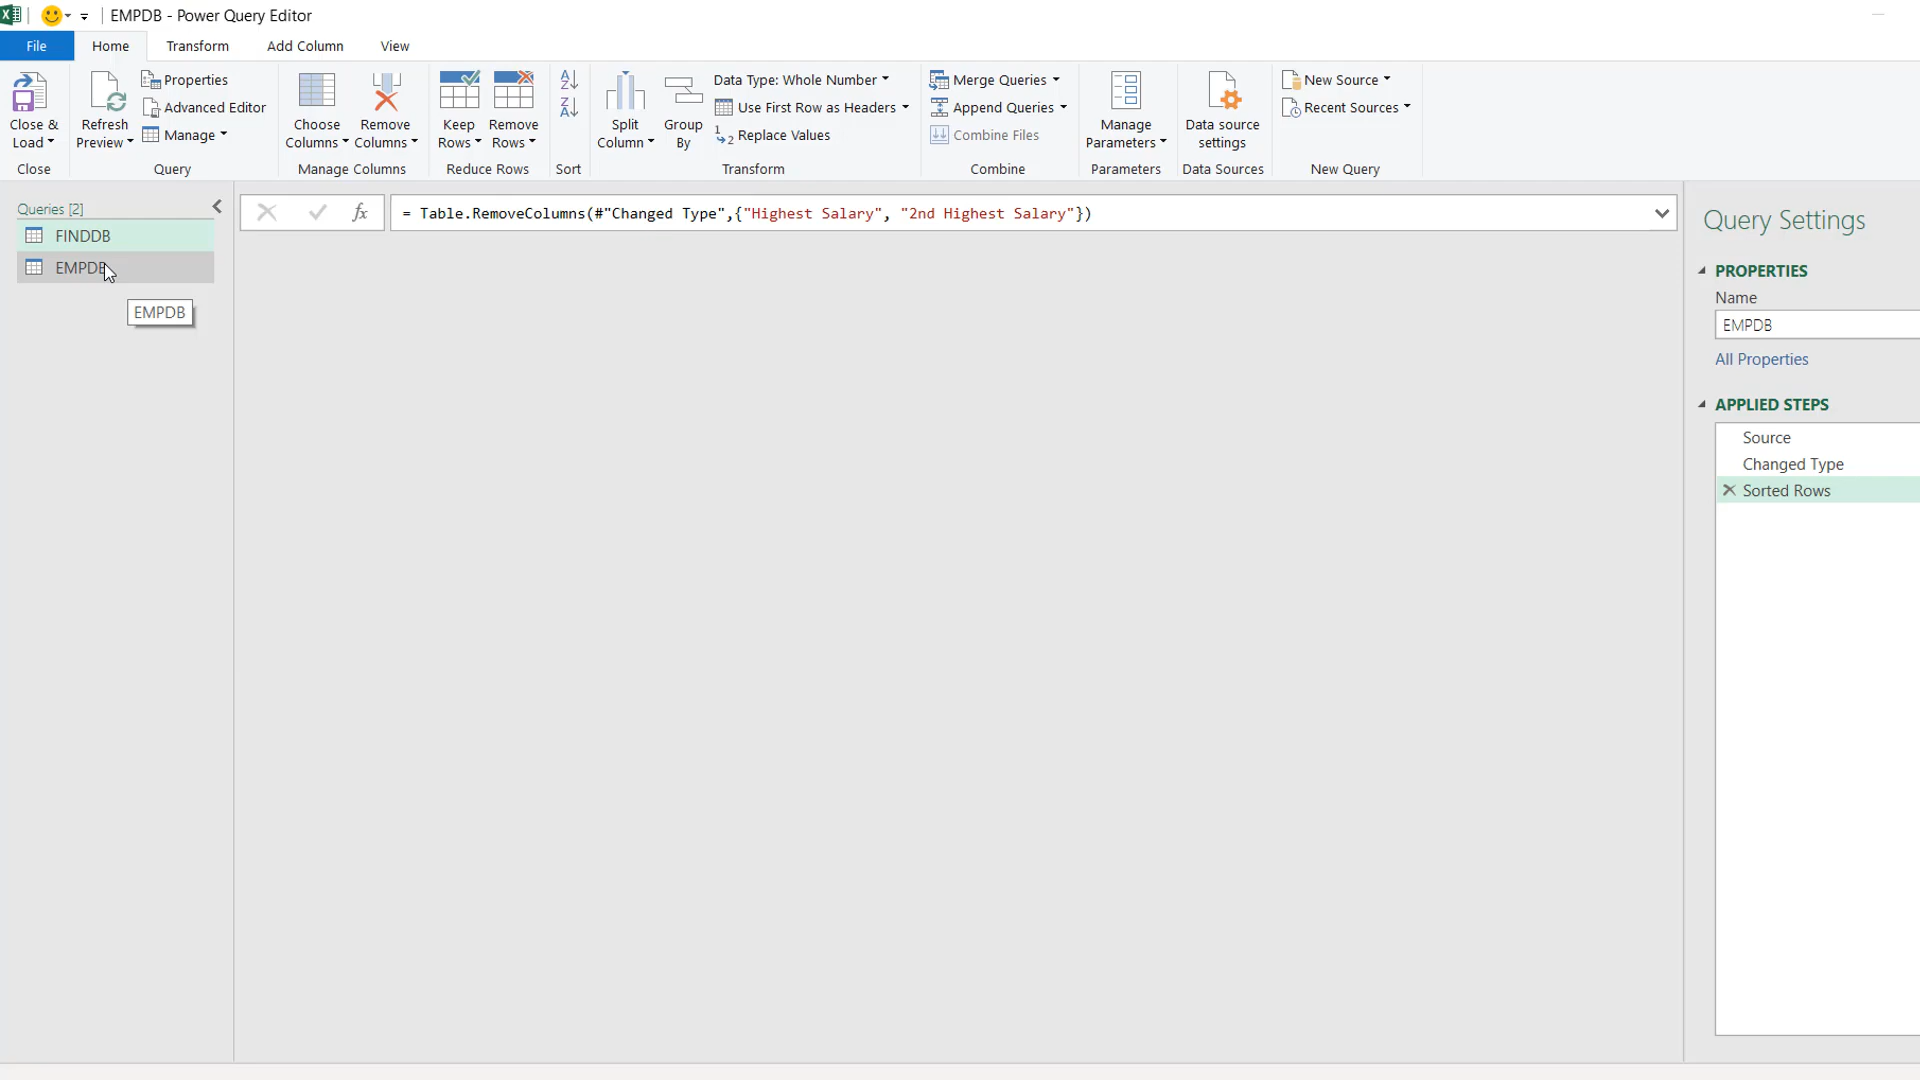 EMPDB - Power Query Editor
File Home Transform Add Column View
Close & Load
Refresh Preview
Properties
Advanced Editor
Manage
Choose Columns
Remove Columns
Keep Rows
Remove Rows
Split Column
Group By
Data Type: Whole Number
Use First Row as Headers
Replace Values
Merge Queries
Append Queries
Combine Files
Manage Parameters
Data source settings
New Source
Recent Sources
Close Query Manage Columns Reduce Rows Sort Transform Combine Parameters Data Sources New Query
Queries [2]
FINDDB
EMPDB
EMPDB
fx
= Table.RemoveColumns(#"Changed Type",{"Highest Salary", "2nd Highest Salary"})
Query Settings
PROPERTIES
Name
EMPDB
All Properties
APPLIED STEPS
Source
Changed Type
Sorted Rows